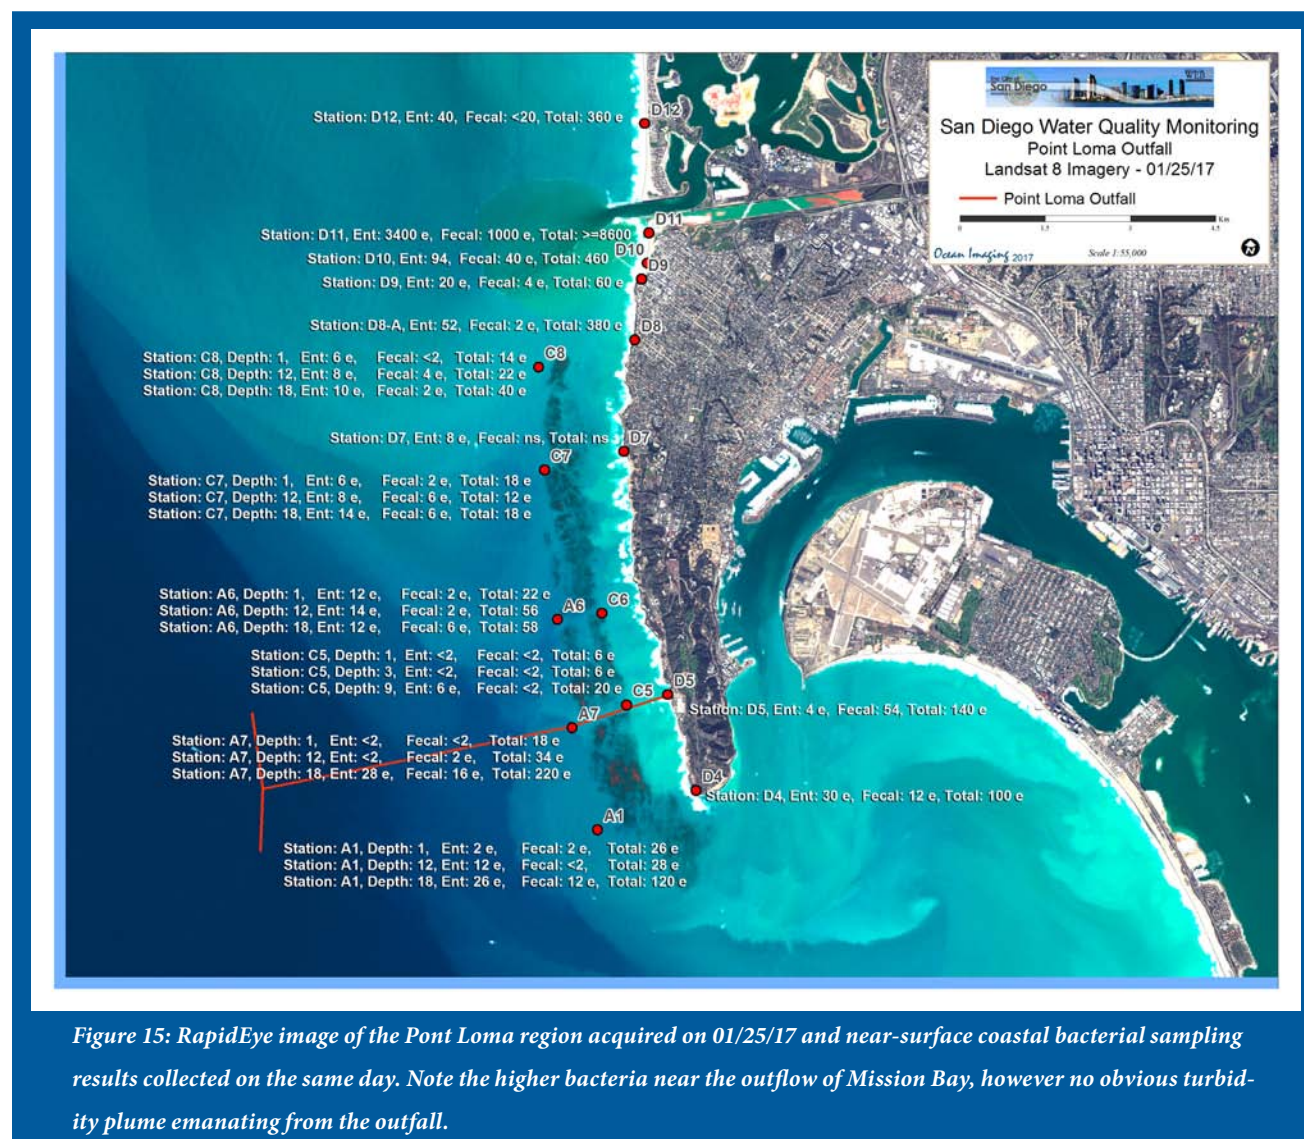 the City of
San Diego
San Diego Water Quality Monitoring
Point Loma Outfall
Landsat 8 Imagery - 01/25/17
Point Loma Outfall
Km
0 1.5 3 4.5
Ocean Imaging 2017
Scale 1:55,000
N
D12
Station: D12, Ent: 40, Fecal: <20, Total: 360 e
D11
Station: D11, Ent: 3400 e, Fecal: 1000 e, Total: >=8600
D10
Station: D10, Ent: 94, Fecal: 40 e, Total: 460
D9
Station: D9, Ent: 20 e, Fecal: 4 e, Total: 60 e
Station: D8-A, Ent: 52, Fecal: 2 e, Total: 380 e
D8
C8
Station: C8, Depth: 1, Ent: 6 e, Fecal: <2, Total: 14 e
Station: C8, Depth: 12, Ent: 8 e, Fecal: 4 e, Total: 22 e
Station: C8, Depth: 18, Ent: 10 e, Fecal: 2 e, Total: 40 e
Station: D7, Ent: 8 e, Fecal: ns, Total: ns
D7
C7
Station: C7, Depth: 1, Ent: 6 e, Fecal: 2 e, Total: 18 e
Station: C7, Depth: 12, Ent: 8 e, Fecal: 6 e, Total: 12 e
Station: C7, Depth: 18, Ent: 14 e, Fecal: 6 e, Total: 18 e
Station: A6, Depth: 1, Ent: 12 e, Fecal: 2 e, Total: 22 e
Station: A6, Depth: 12, Ent: 14 e, Fecal: 2 e, Total: 56
Station: A6, Depth: 18, Ent: 12 e, Fecal: 6 e, Total: 58
A6
C6
Station: C5, Depth: 1, Ent: <2, Fecal: <2, Total: 6 e
Station: C5, Depth: 3, Ent: <2, Fecal: <2, Total: 6 e
Station: C5, Depth: 9, Ent: 6 e, Fecal: <2, Total: 20 e
C5
D5
Station: D5, Ent: 4 e, Fecal: 54, Total: 140 e
A7
Station: A7, Depth: 1, Ent: <2, Fecal: <2, Total: 18 e
Station: A7, Depth: 12, Ent: <2, Fecal: 2 e, Total: 34 e
Station: A7, Depth: 18, Ent: 28 e, Fecal: 16 e, Total: 220 e
D4
Station: D4, Ent: 30 e, Fecal: 12 e, Total: 100 e
A1
Station: A1, Depth: 1, Ent: 2 e, Fecal: 2 e, Total: 26 e
Station: A1, Depth: 12, Ent: 12 e, Fecal: <2, Total: 28 e
Station: A1, Depth: 18, Ent: 26 e, Fecal: 12 e, Total: 120 e
Figure 15: RapidEye image of the Pont Loma region acquired on 01/25/17 and near-surface coastal bacterial sampling
results collected on the same day. Note the higher bacteria near the outflow of Mission Bay, however no obvious turbid-
ity plume emanating from the outfall.